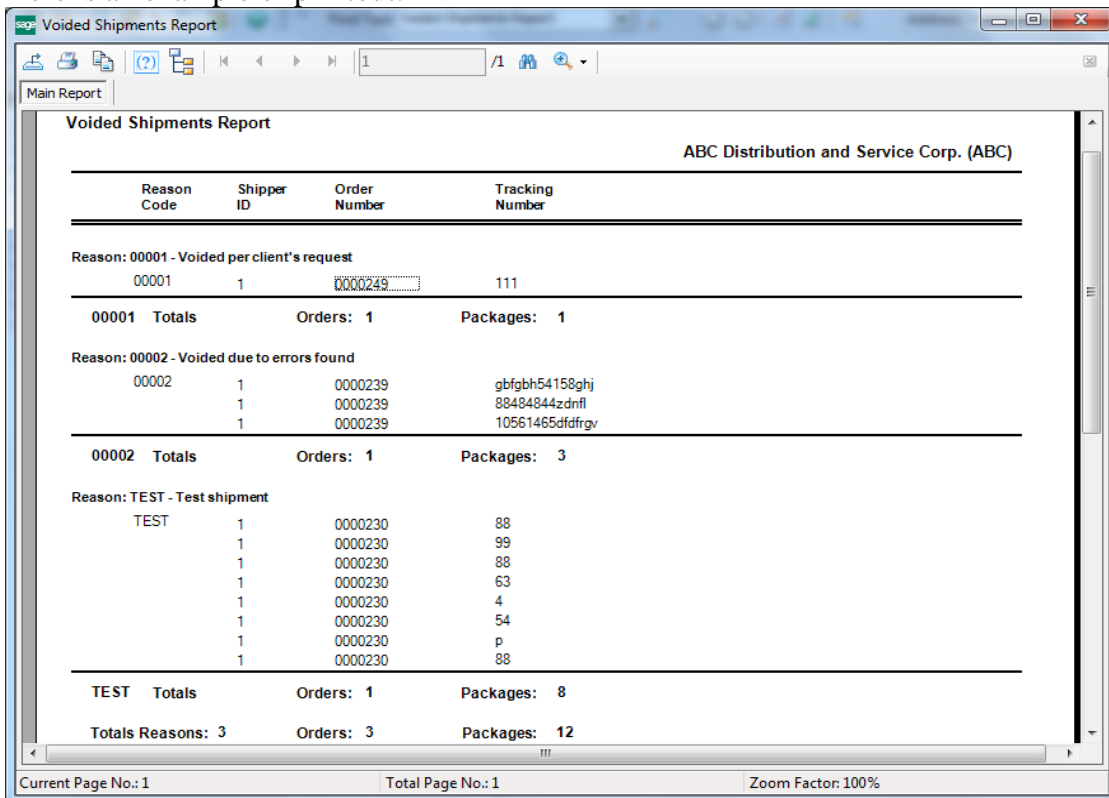 sage Voided Shipments Report
1 /1
Main Report
Voided Shipments Report
ABC Distribution and Service Corp. (ABC)
Reason Code Shipper ID Order Number Tracking Number
Reason: 00001 - Voided per client's request
00001 1 0000249 111
00001 Totals Orders: 1 Packages: 1
Reason: 00002 - Voided due to errors found
00002 1 0000239 gbfgbh54158ghj
1 0000239 88484844zdnfl
1 0000239 10561465dfdfrgv
00002 Totals Orders: 1 Packages: 3
Reason: TEST - Test shipment
TEST 1 0000230 88
1 0000230 99
1 0000230 88
1 0000230 63
1 0000230 4
1 0000230 54
1 0000230 p
1 0000230 88
TEST Totals Orders: 1 Packages: 8
Totals Reasons: 3 Orders: 3 Packages: 12
Current Page No.: 1 Total Page No.: 1 Zoom Factor: 100%